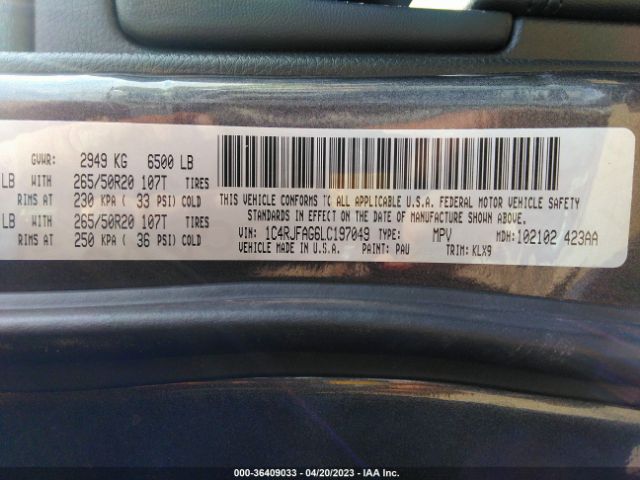 GVWR: 2949 KG 6500 LB
LB WITH 265/50R20 107T TIRES
RIMS AT 230 KPA ( 33 PSI) COLD
LB WITH 265/50R20 107T TIRES
RIMS AT 250 KPA ( 36 PSI) COLD
THIS VEHICLE CONFORMS TO ALL APPLICABLE U.S.A. FEDERAL MOTOR VEHICLE SAFETY
STANDARDS IN EFFECT ON THE DATE OF MANUFACTURE SHOWN ABOVE.
VIN: 1C4RJFAG6LC197049 TYPE: MPV MDH: 102102 423AA
VEHICLE MADE IN U.S.A. PAINT: PAU TRIM: KLX9
000-36409033 - 04/20/2023 - IAA Inc.